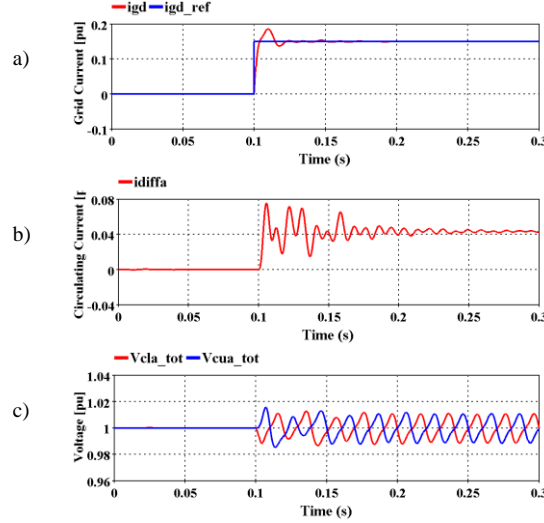 igd igd_ref
a)
Grid Current [pu]
0.2
0.1
0
-0.1
0 0.05 0.1 0.15 0.2 0.25 0.3
Time (s)
idiffa
b)
Circulating Current [p
0.08
0.04
0
-0.04
0 0.05 0.1 0.15 0.2 0.25 0.3
Time (s)
Vcla_tot Vcua_tot
c)
Voltage [pu]
1.04
1.02
1
0.98
0.96
0 0.05 0.1 0.15 0.2 0.25 0.3
Time (s)